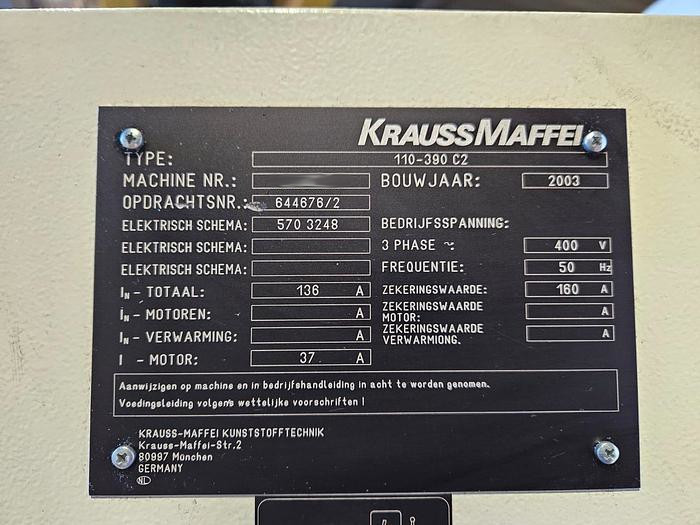 KRAUSSMAFFEI
TYPE: 110-390 C2
MACHINE NR.: BOUWJAAR: 2003
OPDRACHTSNR.: 644676/2
ELEKTRISCH SCHEMA: 570 3248 BEDRIJFSSPANNING:
ELEKTRISCH SCHEMA: 3 PHASE ~: 400 V
ELEKTRISCH SCHEMA: FREQUENTIE: 50 Hz
IN - TOTAAL: 136 A ZEKERINGSWAARDE: 160 A
IN - MOTOREN: A ZEKERINGSWAARDE MOTOR: A
IN - VERWARMING: A ZEKERINGSWAARDE VERWARMIONG. A
I - MOTOR: 37 A
Aanwijzigen op machine en in bedrijfshandleiding in acht te worden genomen.
Voedingsleiding volgens wettelijke voorschriften !
KRAUSS-MAFFEI KUNSTSTOFFTECHNIK
Krauss-Maffei-Str.2
80997 München
GERMANY
NL